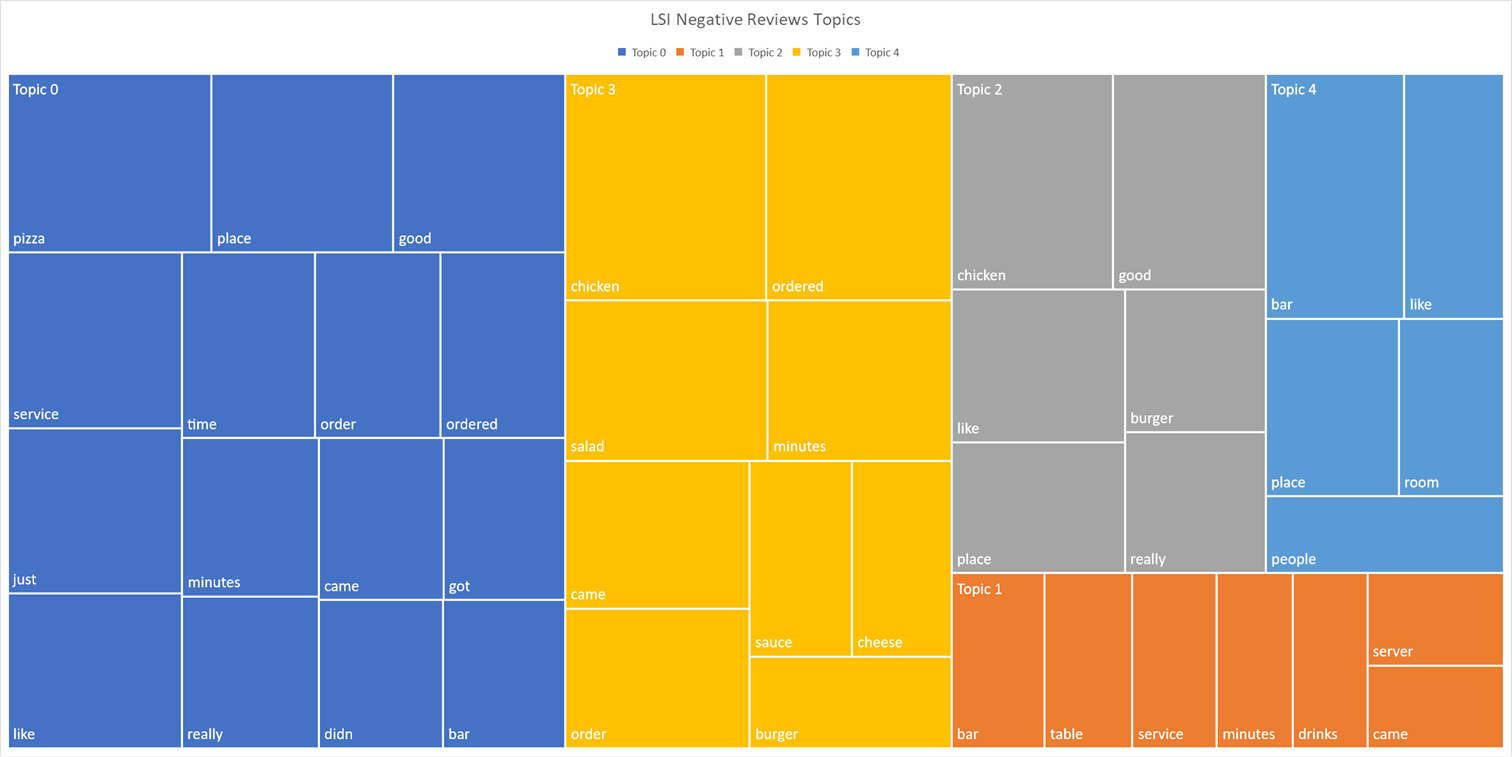 LSI Negative Reviews Topics
Topic 0 Topic 1 Topic 2 Topic 3 Topic 4
Topic 0
pizza
place
good
service
time
order
ordered
just
minutes
came
got
like
really
didn
bar
Topic 3
chicken
ordered
salad
minutes
came
sauce
cheese
order
burger
Topic 2
chicken
good
like
burger
place
really
Topic 4
bar
like
place
room
people
Topic 1
bar
table
service
minutes
drinks
server
came